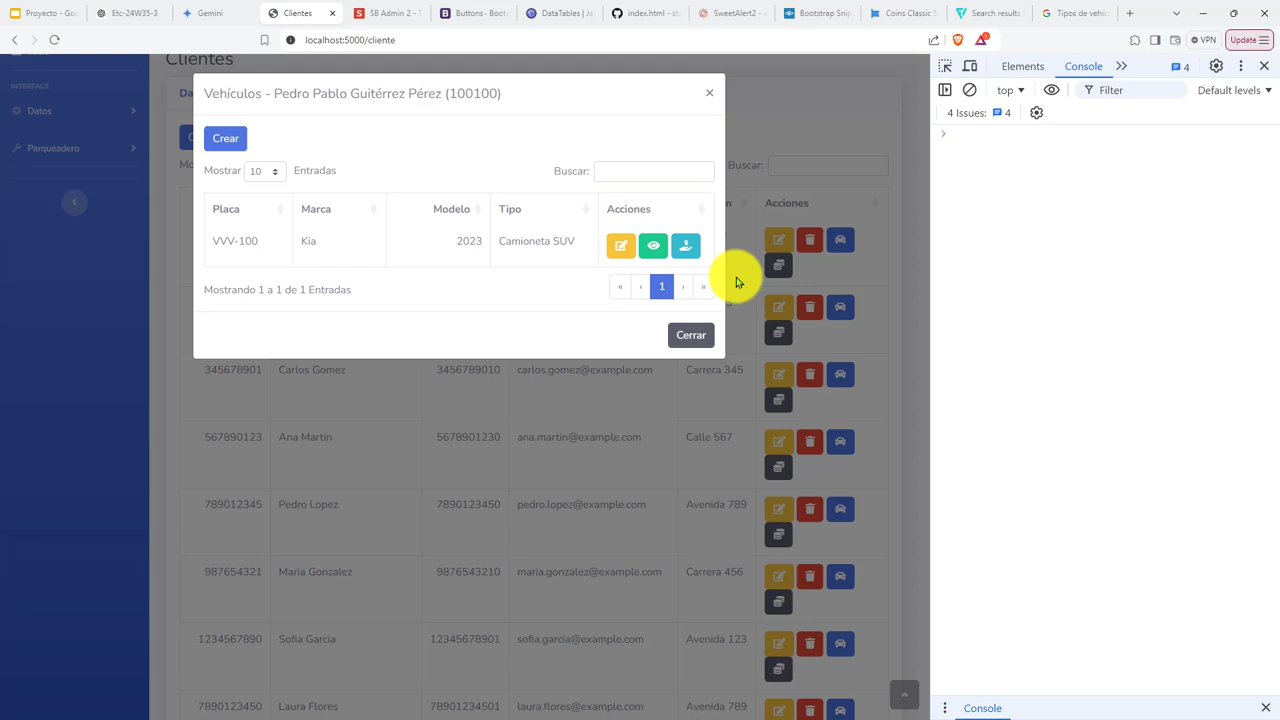 Proyecto - Go
Etc-24W35-3
Gemini
Clientes
SB Admin 2 - T
Buttons - Boots
DataTables | Ja
index.html - sta
SweetAlert2 - a
Bootstrap Snip
Coins Classic S
Search results
Tipos de vehíc
localhost:5000/cliente
VPN
Update
Clientes
INTERFACE
Datos
Parqueadero
Vehículos - Pedro Pablo Guitérrez Pérez (100100)
×
Crear
Mostrar 10 Entradas
Buscar:
Buscar:
Placa Marca Modelo Tipo Acciones
Acciones
VVV-100 Kia 2023 Camioneta SUV
Mostrando 1 a 1 de 1 Entradas
« ‹ 1 › »
Cerrar
345678901 Carlos Gomez 3456789010 carlos.gomez@example.com Carrera 345
567890123 Ana Martin 5678901230 ana.martin@example.com Calle 567
789012345 Pedro Lopez 7890123450 pedro.lopez@example.com Avenida 789
987654321 Maria Gonzalez 9876543210 maria.gonzalez@example.com Carrera 456
1234567890 Sofia Garcia 12345678901 sofia.garcia@example.com Avenida 123
7890123450 Laura Flores 78901234501 laura.flores@example.com Avenida 789
Elements Console 4
top Filter Default levels
4 Issues: 4
Console